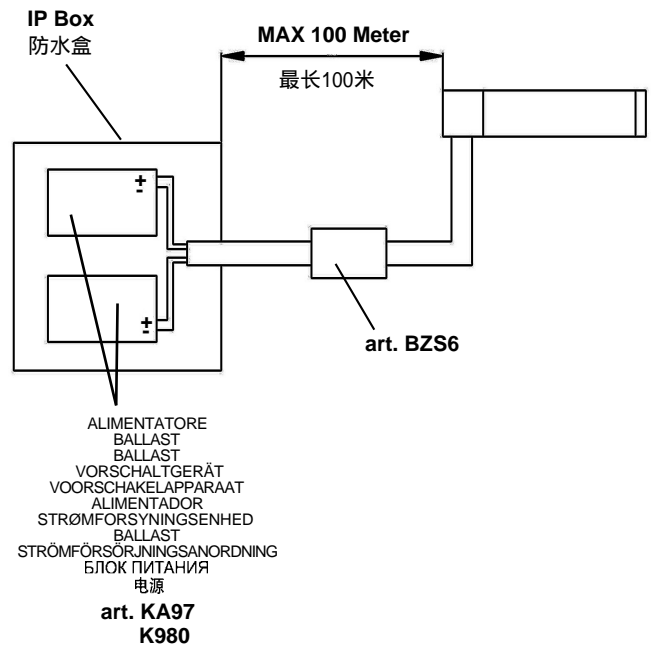 IP Box
防水盒
MAX 100 Meter
最长100米
+
-
+
-
art. BZS6
ALIMENTATORE
BALLAST
BALLAST
VORSCHALTGERÄT
VOORSCHAKELAPPARAAT
ALIMENTADOR
STRØMFORSYNINGSENHED
BALLAST
STRÖMFÖRSÖRJNINGSANORDNING
БЛОК ПИТАНИЯ
电源
art. KA97
K980